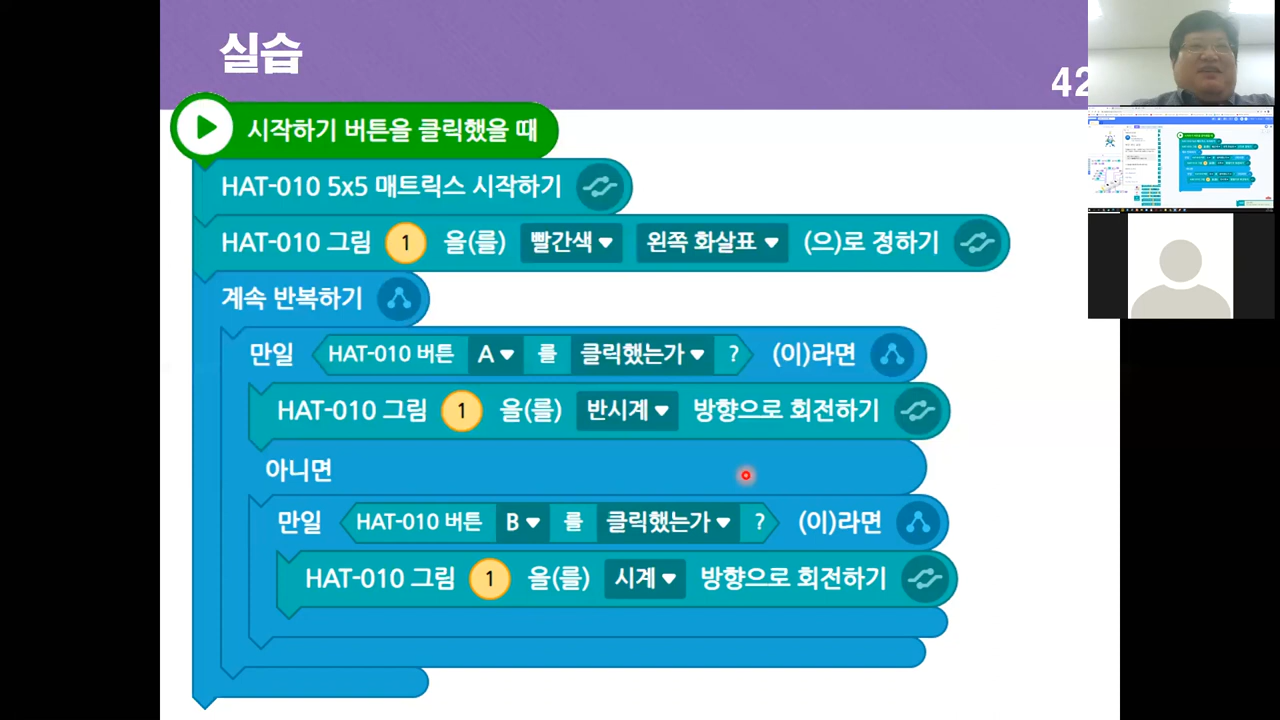 실습
42
시작하기 버튼을 클릭했을 때
HAT-010 5x5 매트릭스 시작하기
HAT-010 그림 1 을(를) 빨간색 왼쪽 화살표 (으)로 정하기
계속 반복하기
만일 HAT-010 버튼 A 를 클릭했는가 ? (이)라면
HAT-010 그림 1 을(를) 반시계 방향으로 회전하기
아니면
만일 HAT-010 버튼 B 를 클릭했는가 ? (이)라면
HAT-010 그림 1 을(를) 시계 방향으로 회전하기